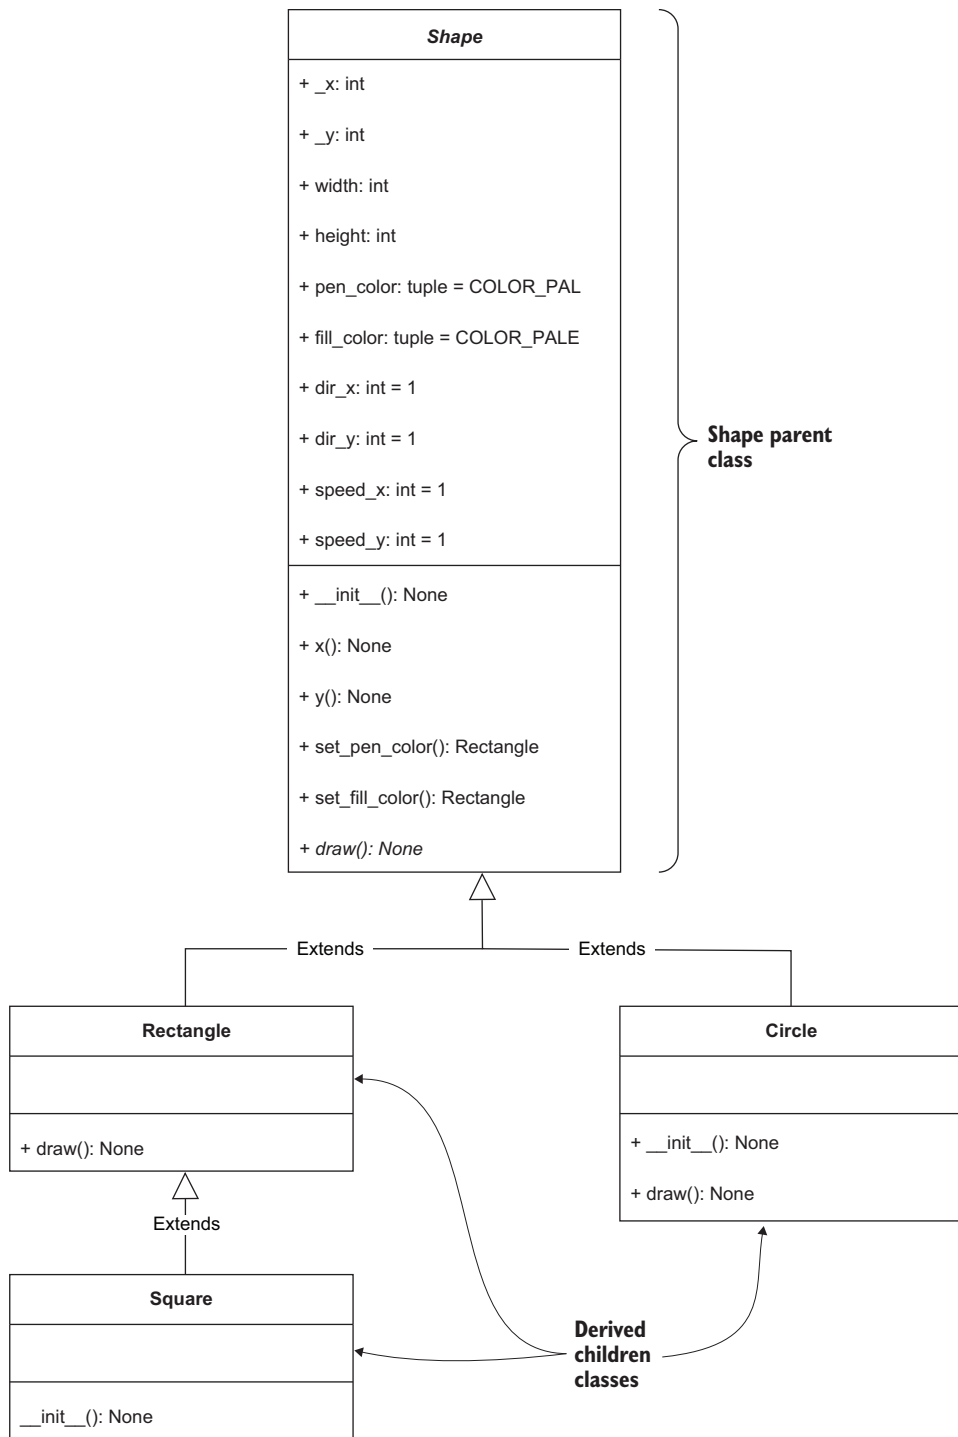 Shape
+ _x: int
+ _y: int
+ width: int
+ height: int
+ pen_color: tuple = COLOR_PAL
+ fill_color: tuple = COLOR_PALE
+ dir_x: int = 1
+ dir_y: int = 1
+ speed_x: int = 1
+ speed_y: int = 1
+ __init__(): None
+ x(): None
+ y(): None
+ set_pen_color(): Rectangle
+ set_fill_color(): Rectangle
+ draw(): None
Shape parent
class
Extends
Extends
Rectangle
+ draw(): None
Circle
+ __init__(): None
+ draw(): None
Extends
Square
__init__(): None
Derived
children
classes